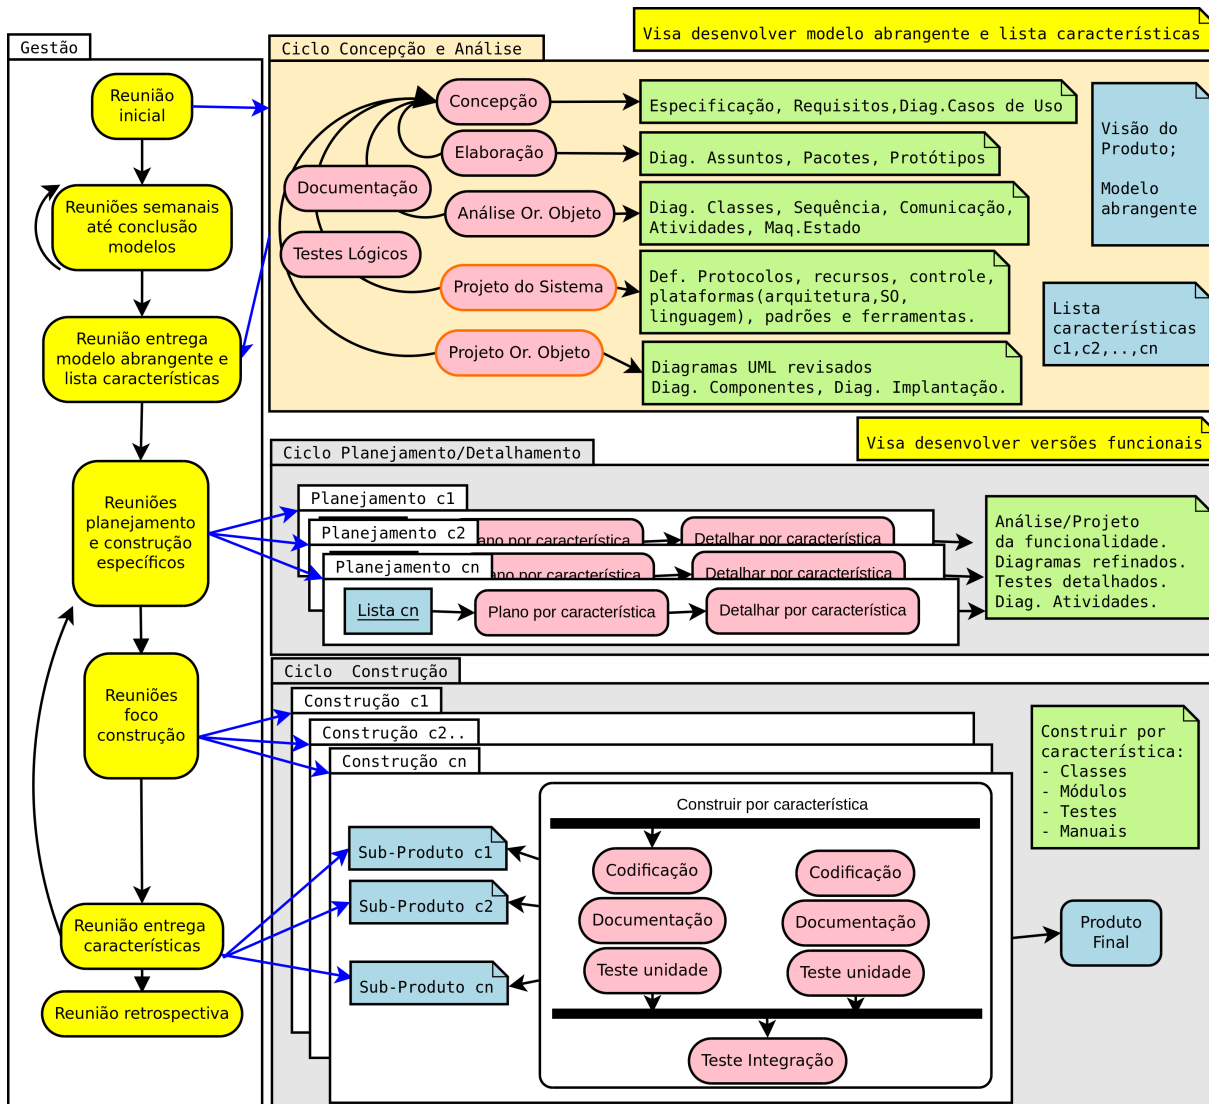 Visa desenvolver modelo abrangente e lista características
Gestão
Reunião
inicial
Reuniões semanais
até conclusão
modelos
Reunião entrega
modelo abrangente e
lista características
Reuniões
planejamento
e construção
específicos
Reuniões
foco
construção
Reunião entrega
características
Reunião retrospectiva
Ciclo Concepção e Análise
Concepção
Especificação, Requisitos,Diag.Casos de Uso
Elaboração
Diag. Assuntos, Pacotes, Protótipos
Documentação
Análise Or. Objeto
Diag. Classes, Sequência, Comunicação,
Atividades, Maq.Estado
Testes Lógicos
Projeto do Sistema
Def. Protocolos, recursos, controle,
plataformas(arquitetura,SO,
linguagem), padrões e ferramentas.
Projeto Or. Objeto
Diagramas UML revisados
Diag. Componentes, Diag. Implantação.
Visão do
Produto;
Modelo
abrangente
Lista
características
c1,c2,..,cn
Visa desenvolver versões funcionais
Ciclo Planejamento/Detalhamento
Planejamento c1
ano por característica
Detalhar por característica
Planejamento c2
ano por característica
Detalhar por característica
Planejamento cn
Lista cn
Plano por característica
Detalhar por característica
Análise/Projeto
da funcionalidade.
Diagramas refinados.
Testes detalhados.
Diag. Atividades.
Ciclo  Construção
Construção c1
Construção c2..
Construção cn
Construir por característica
Sub-Produto c1
Sub-Produto c2
Sub-Produto cn
Codificação
Documentação
Teste unidade
Codificação
Documentação
Teste unidade
Teste Integração
Construir por
característica:
- Classes
- Módulos
- Testes
- Manuais
Produto
Final